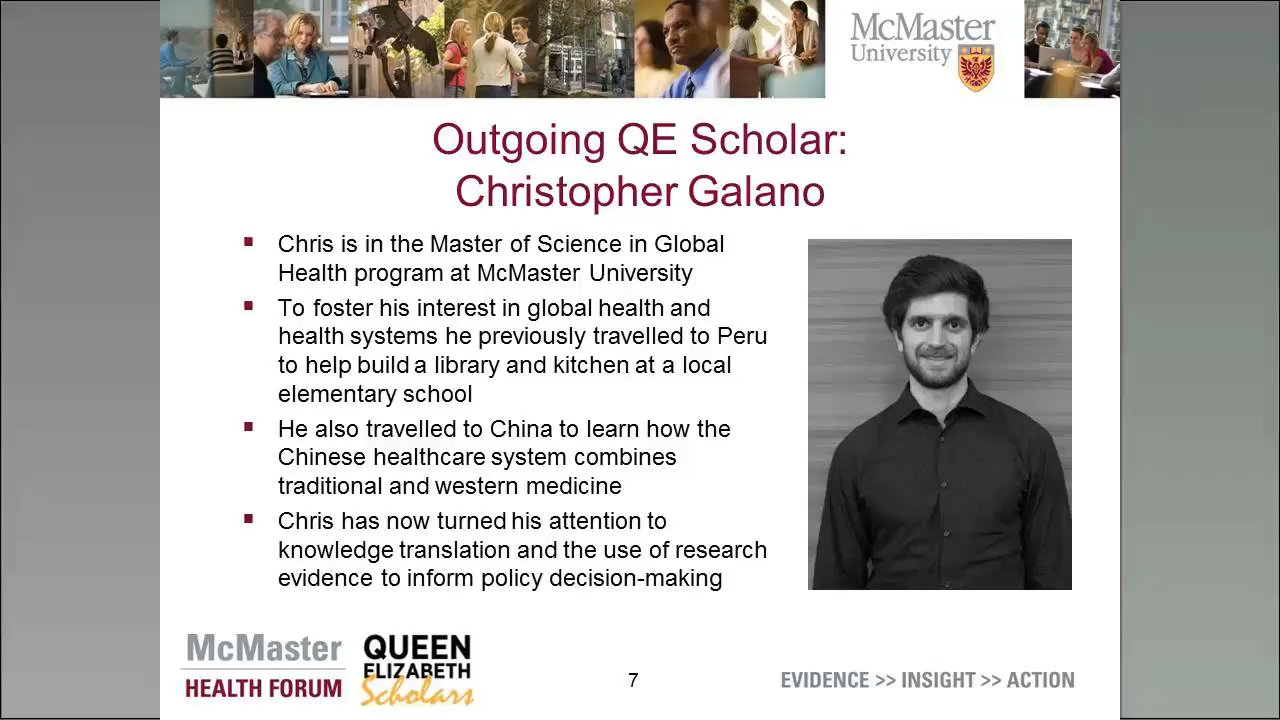 McMaster
University
Outgoing QE Scholar:
Christopher Galano
▪ Chris is in the Master of Science in Global
Health program at McMaster University
▪ To foster his interest in global health and
health systems he previously travelled to Peru
to help build a library and kitchen at a local
elementary school
▪ He also travelled to China to learn how the
Chinese healthcare system combines
traditional and western medicine
▪ Chris has now turned his attention to
knowledge translation and the use of research
evidence to inform policy decision-making
McMaster
HEALTH FORUM
QUEEN
ELIZABETH
Scholars
7
EVIDENCE >> INSIGHT >> ACTION